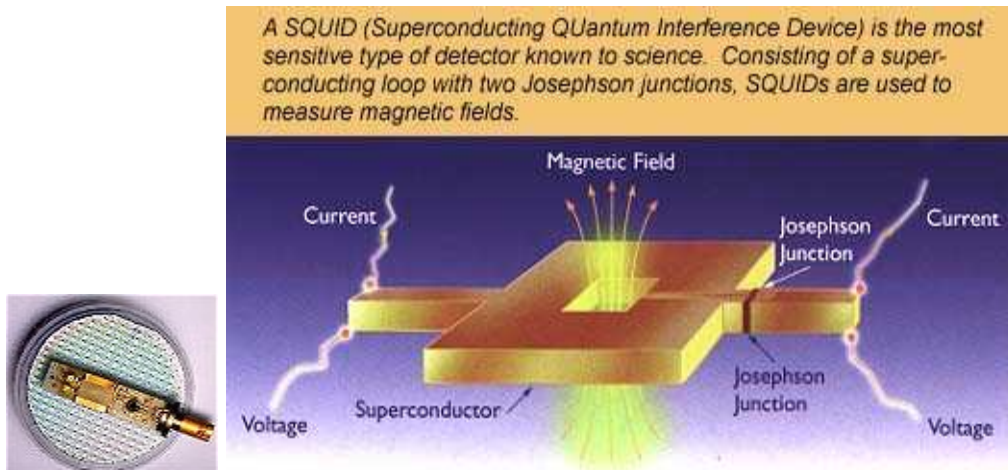 A SQUID (Superconducting QUantum Interference Device) is the most
sensitive type of detector known to science.  Consisting of a super-
conducting loop with two Josephson junctions, SQUIDs are used to
measure magnetic fields.
Magnetic Field
Current
Josephson
Junction
Current
Superconductor
Voltage
Josephson
Junction
Voltage